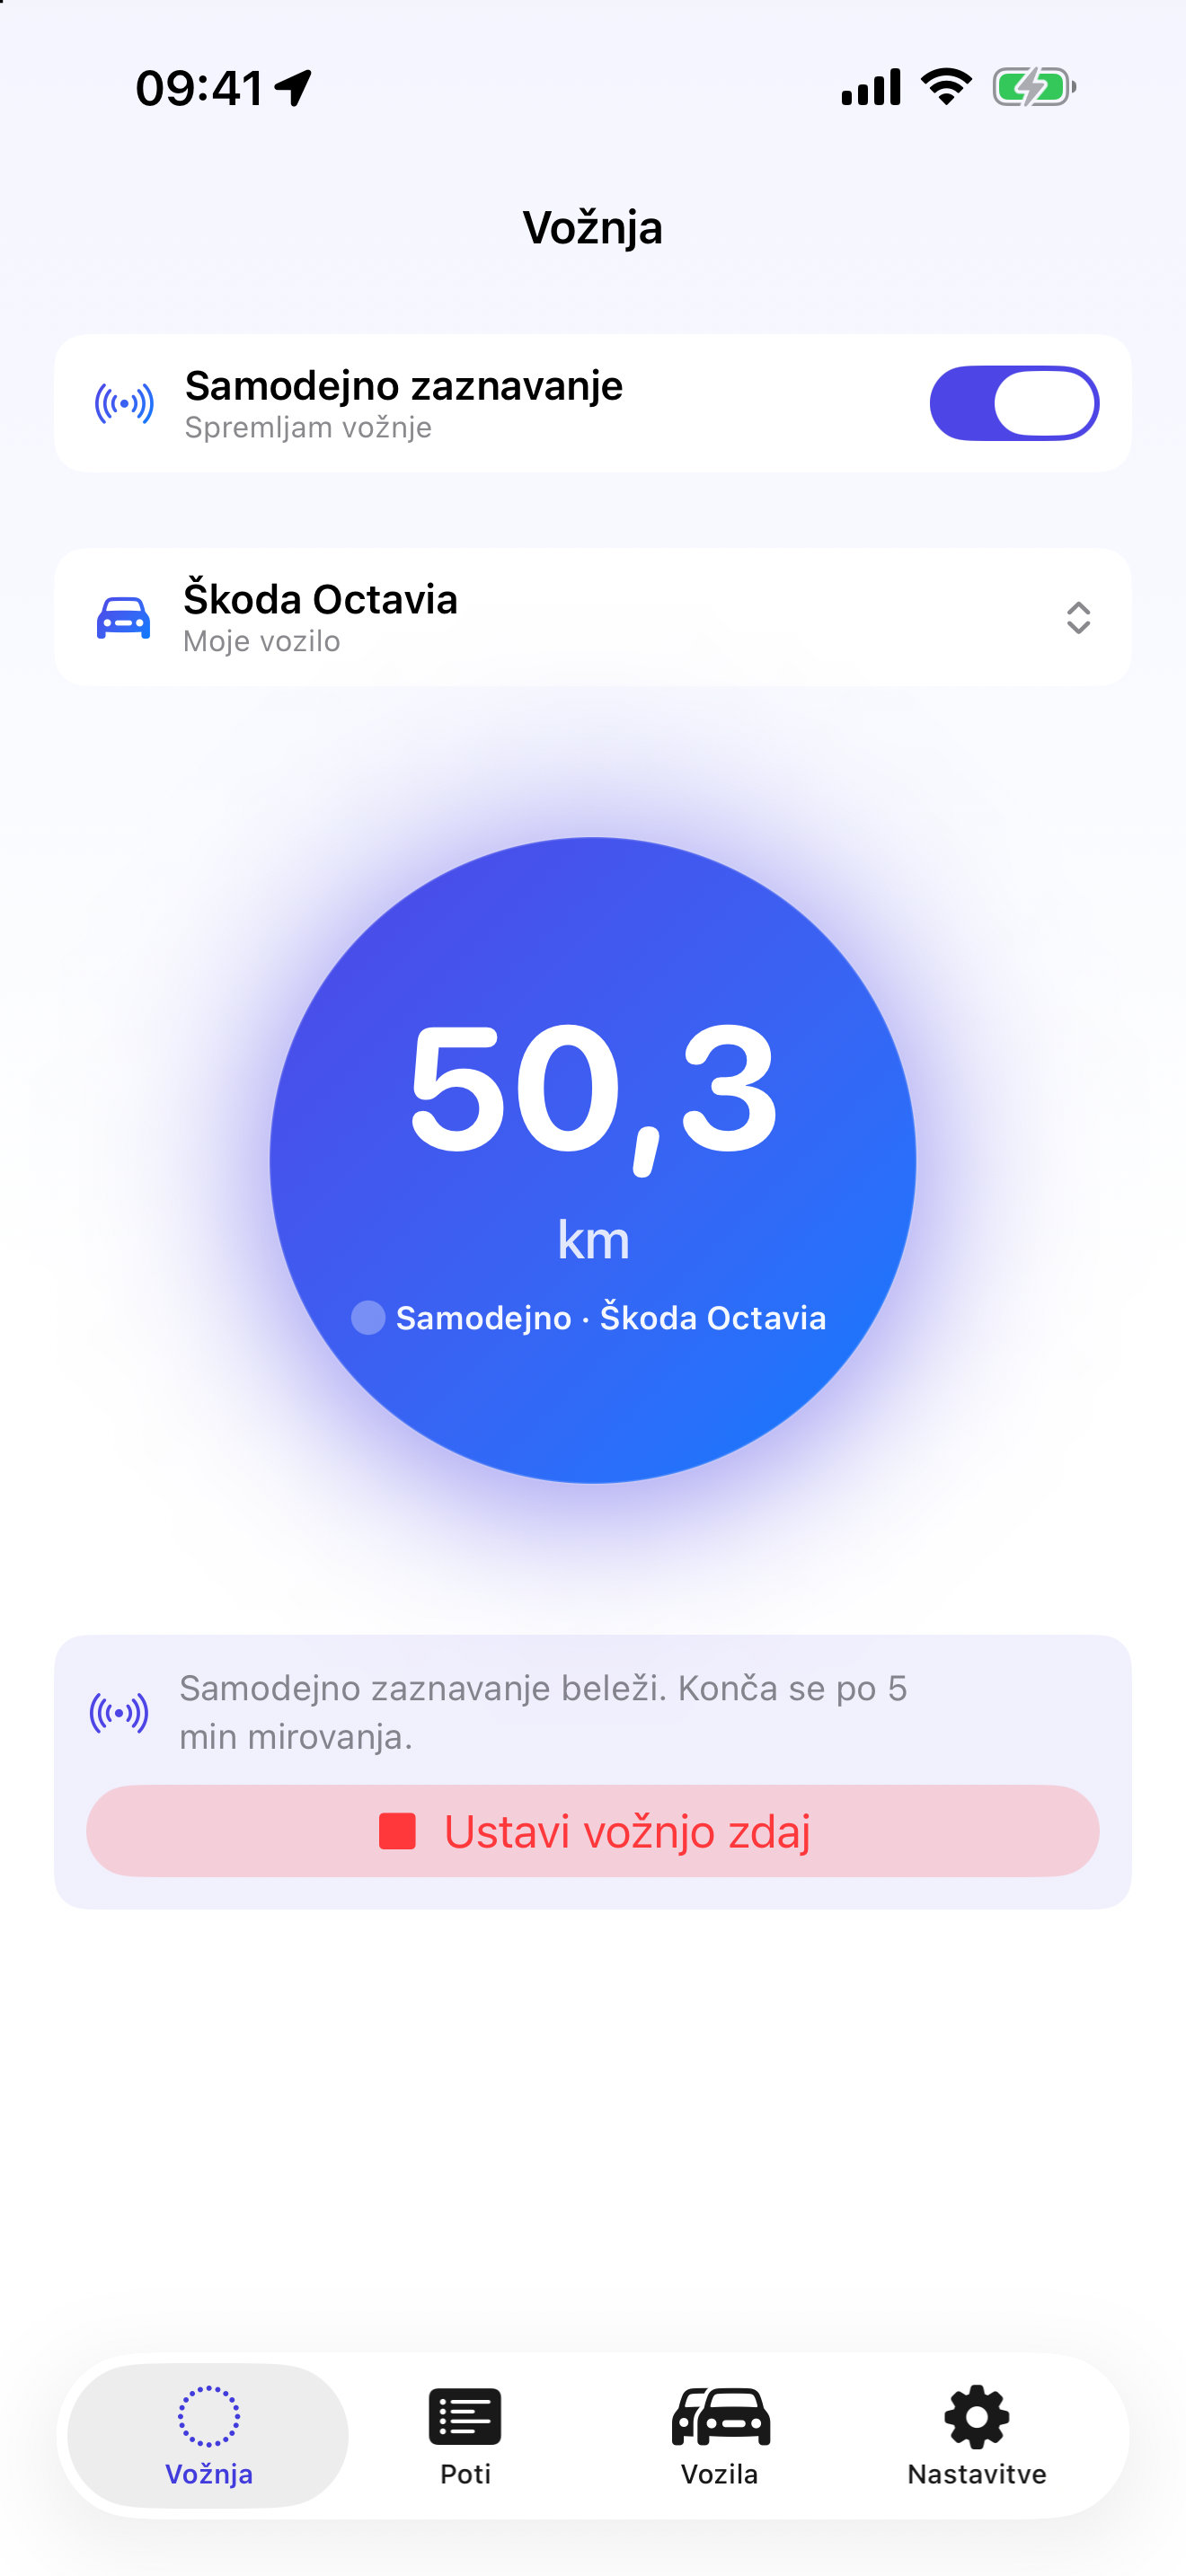 09:41
Vožnja
Samodejno zaznavanje
Spremljam vožnje
Škoda Octavia
Moje vozilo
50,3
km
Samodejno · Škoda Octavia
Samodejno zaznavanje beleži. Konča se po 5
min mirovanja.
Ustavi vožnjo zdaj
Vožnja
Poti
Vozila
Nastavitve